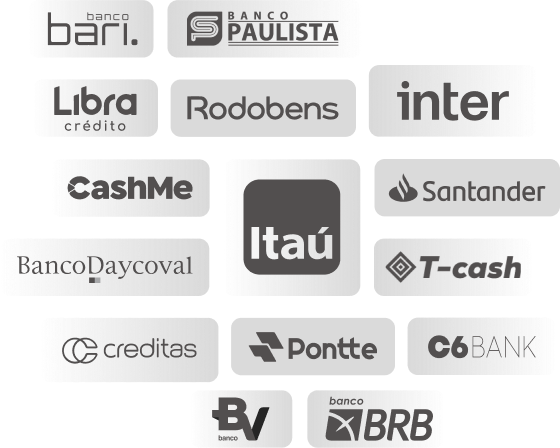 banco
bari.
BANCO
PAULISTA
Libra
crédito
Rodobens
inter
CashMe
Itaú
Santander
BancoDaycoval
T-cash
creditas
Pontte
C6BANK
BV
banco
banco
BRB